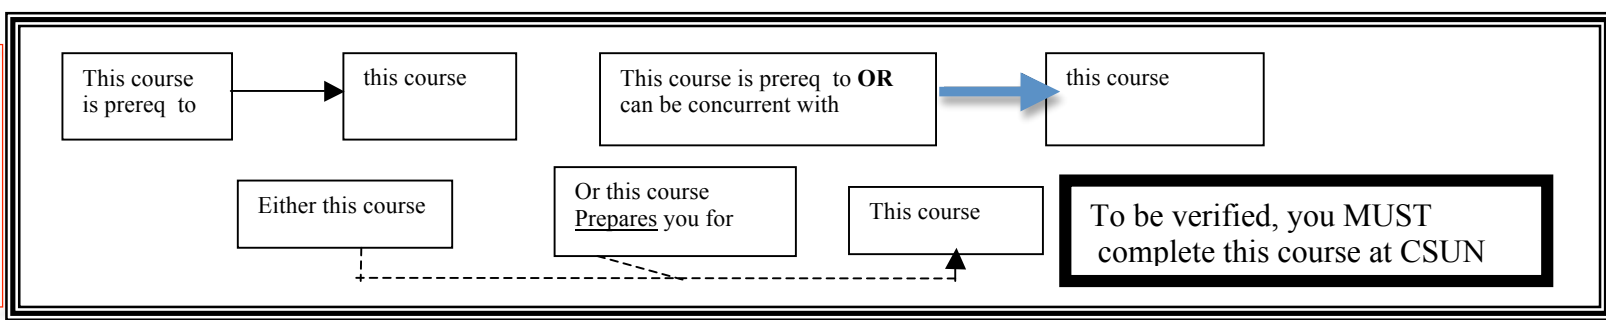 This course
is prereq to
this course
This course is prereq to OR
can be concurrent with
this course
Either this course
Or this course
Prepares you for
This course
To be verified, you MUST
complete this course at CSUN